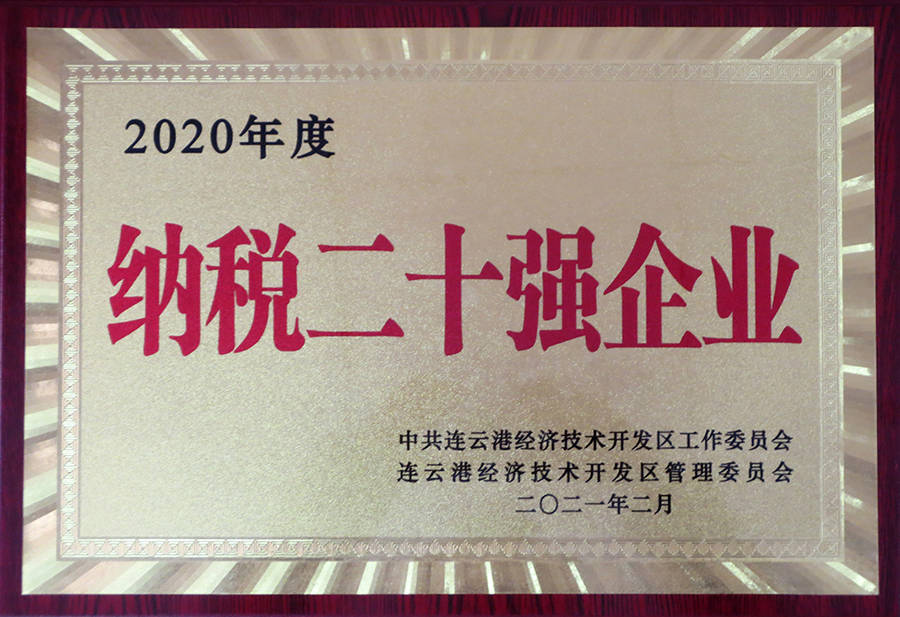 2020年度
纳税二十强企业
中共连云港经济技术开发区工作委员会
连云港经济技术开发区管理委员会
二〇二一年二月